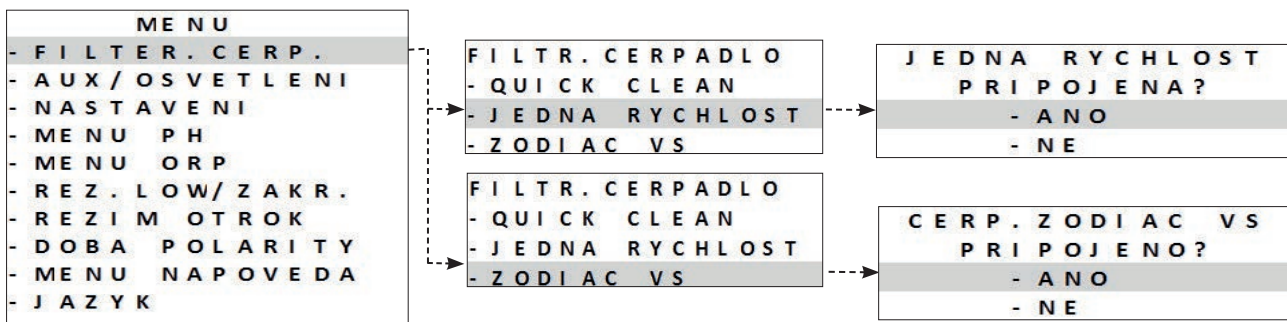 MENU
- FILTER.CERP.
- AUX/OSVETLENI
- NASTAVENI
- MENU PH
- MENU ORP
- REZ.LOW/ZAKR.
- REZIM OTROK
- DOBA POLARITY
- MENU NAPOVEDA
- JAZYK
FILTR.CERPADLO
- QUICK CLEAN
- JEDNA RYCHLOST
- ZODIAC VS
JEDNA RYCHLOST
PRIPOJENA?
- ANO
- NE
FILTR.CERPADLO
- QUICK CLEAN
- JEDNA RYCHLOST
- ZODIAC VS
CERP.ZODIAC VS
PRIPOJENO?
- ANO
- NE